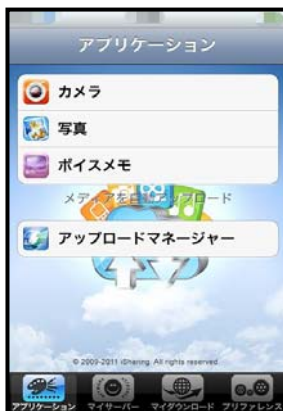 アプリケーション
カメラ
写真
ボイスメモ
メディアを自動アップロード
アップロードマネージャー
© 2009-2011 iSharing. All rights reserved.
アプリケーション マイサーバー マイダウンロード プリファレンス